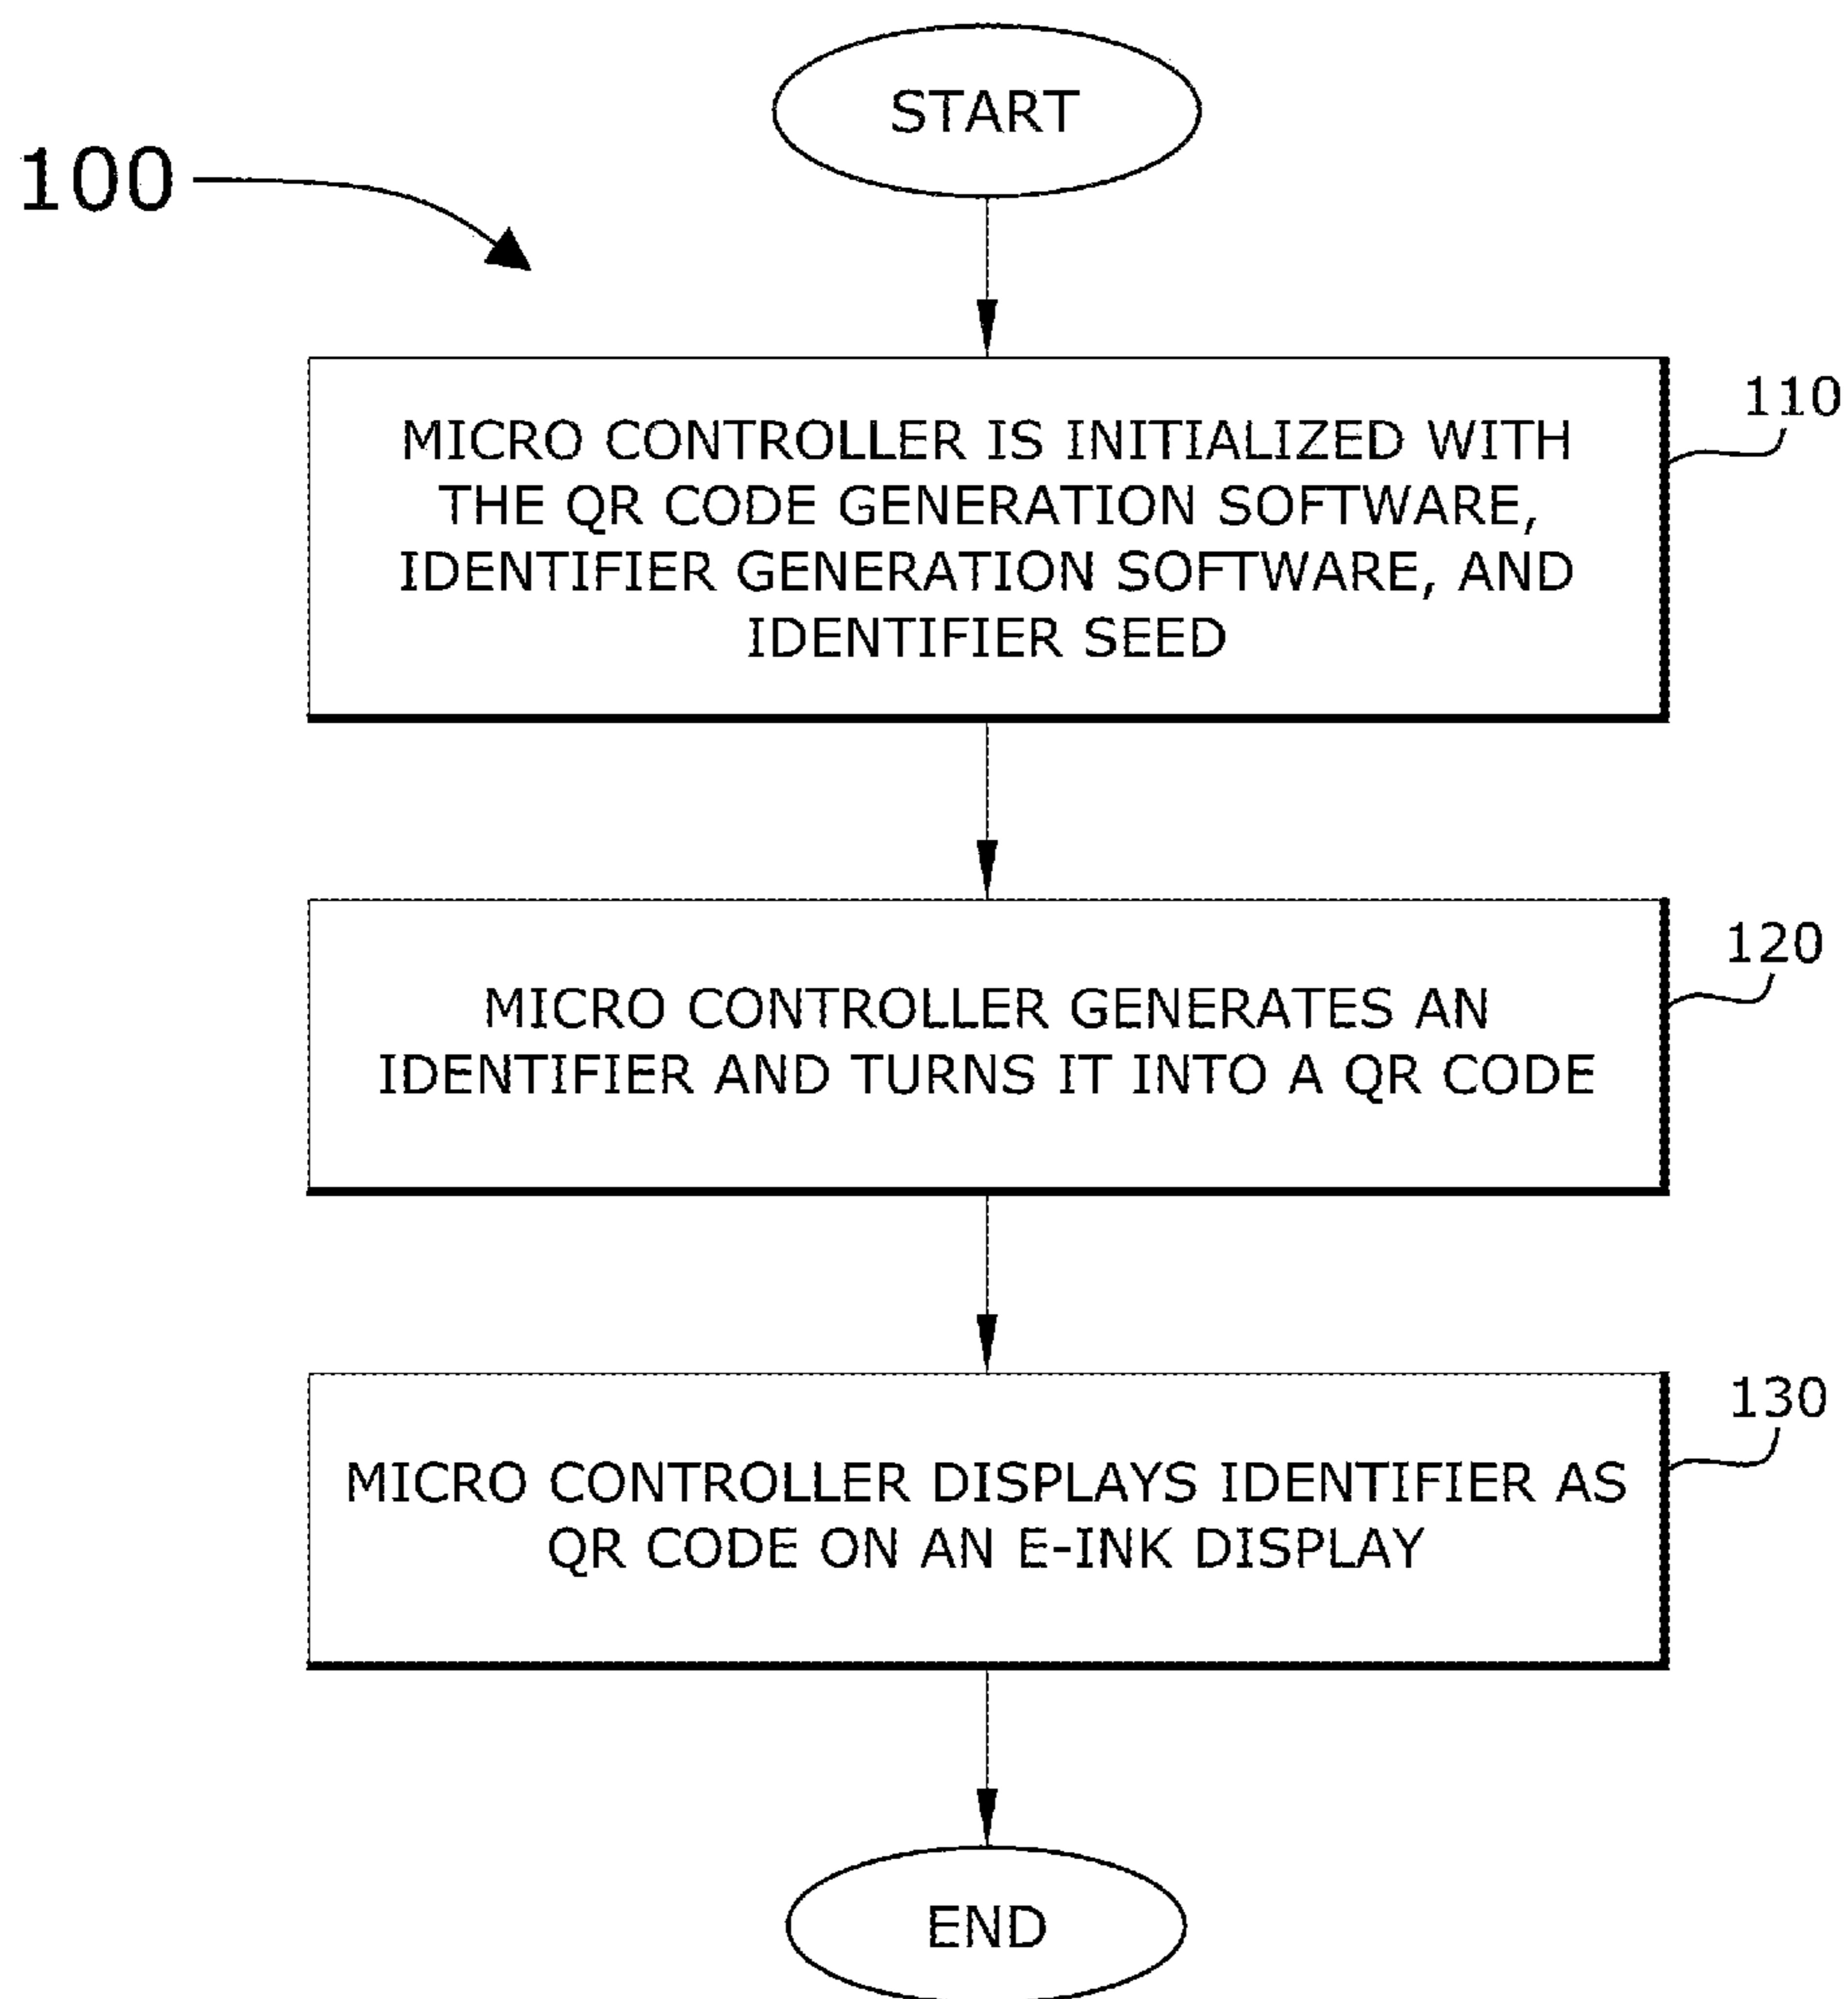 START
100
110
MICRO CONTROLLER IS INITIALIZED WITH
THE QR CODE GENERATION SOFTWARE,
IDENTIFIER GENERATION SOFTWARE, AND
IDENTIFIER SEED
120
MICRO CONTROLLER GENERATES AN
IDENTIFIER AND TURNS IT INTO A QR CODE
130
MICRO CONTROLLER DISPLAYS IDENTIFIER AS
QR CODE ON AN E-INK DISPLAY
END